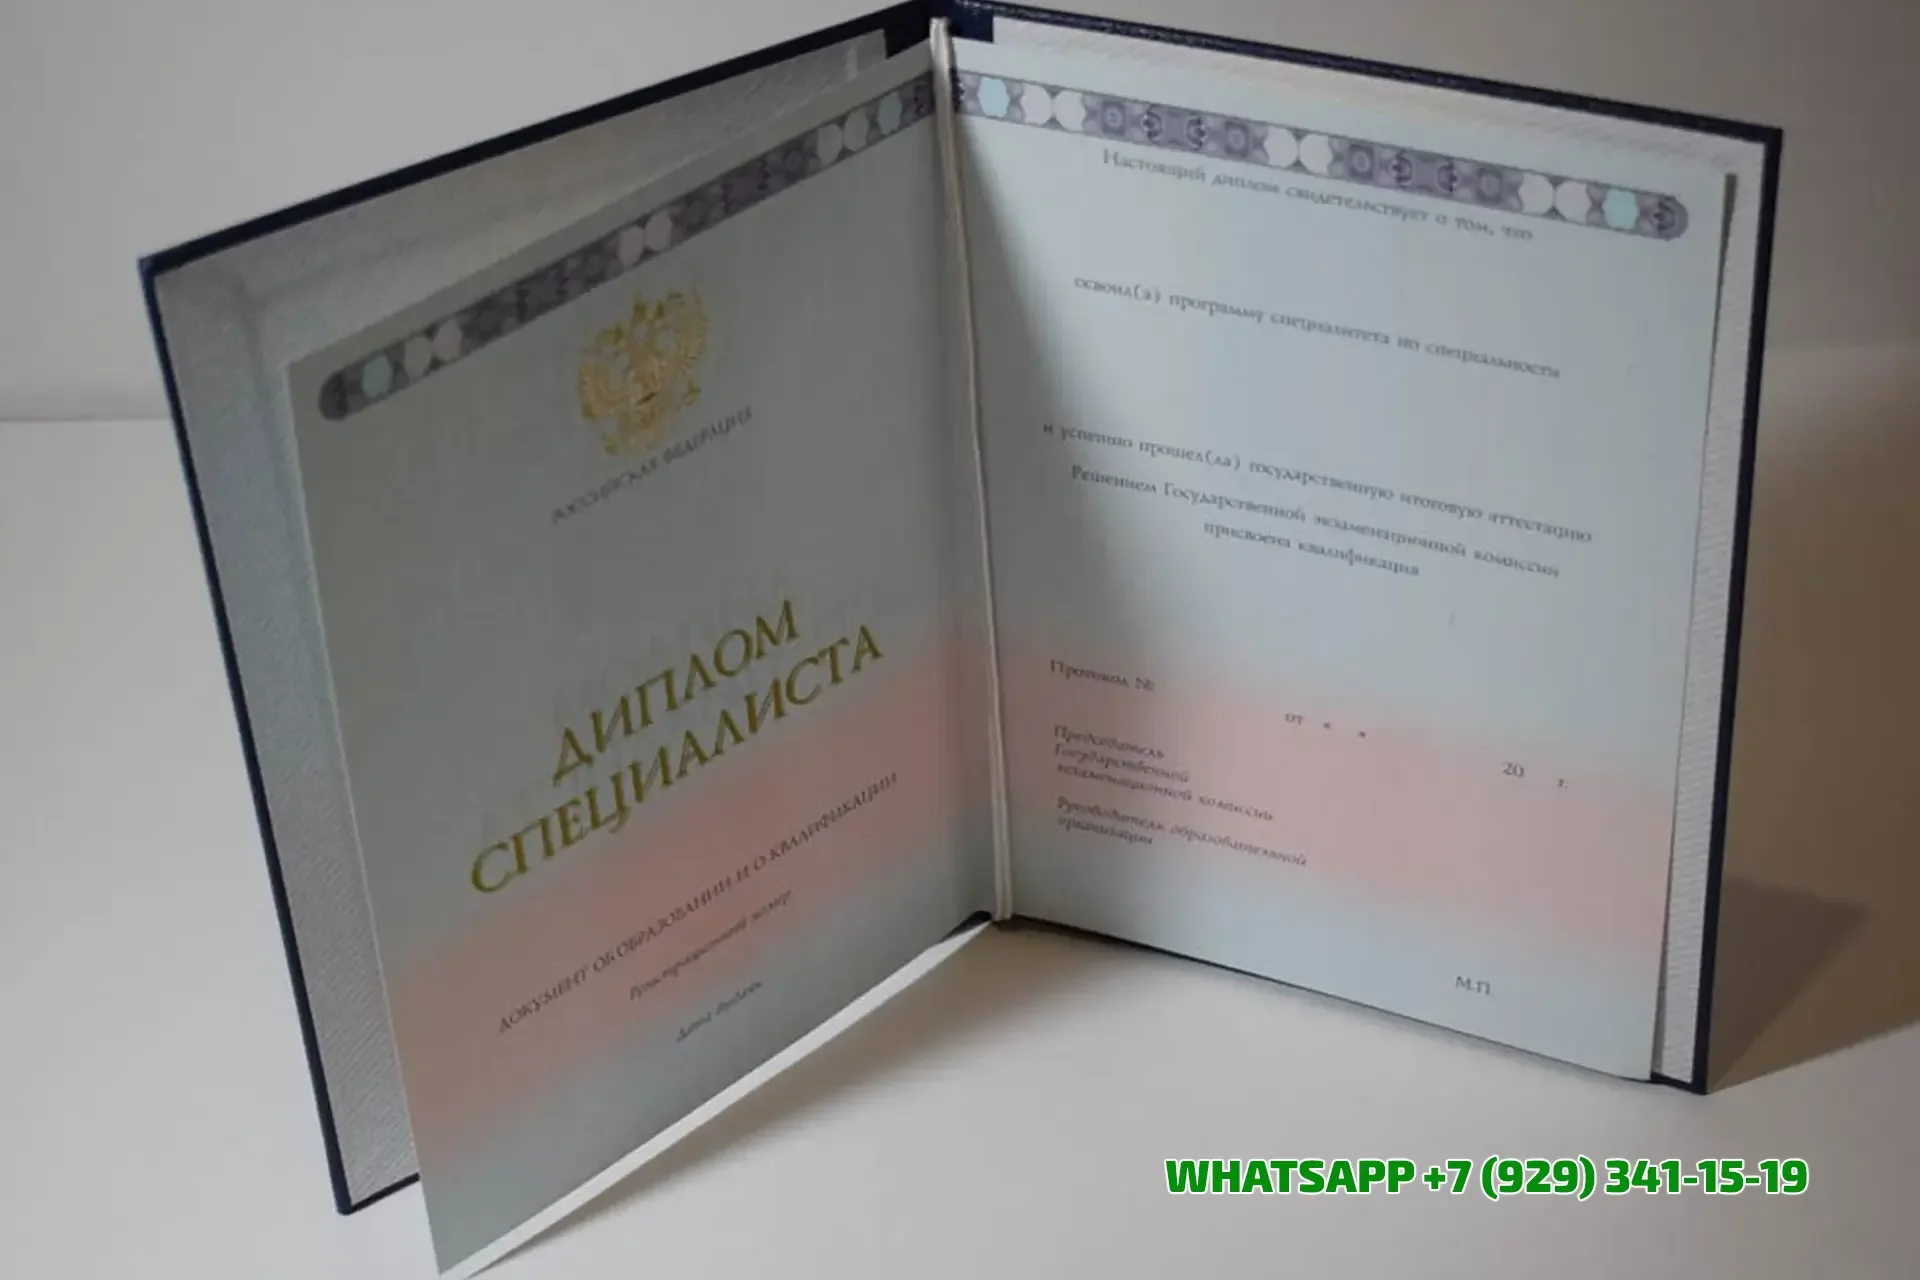 РОССИЙСКАЯ ФЕДЕРАЦИЯ
ДИПЛОМ
СПЕЦИАЛИСТА
ДОКУМЕНТ ОБ ОБРАЗОВАНИИ И О КВАЛИФИКАЦИИ
Регистрационный номер
Дата выдачи
Настоящий диплом свидетельствует о том, что
освоил(а) программу специалитета по специальности
и успешно прошел(ла) государственную итоговую аттестацию
Решением Государственной экзаменационной комиссии
присвоена квалификация
Протокол №
от « »
20 г.
Председатель
Государственной
экзаменационной комиссии
Руководитель образовательной
организации
М.П.
WHATSAPP +7 (929) 341-15-19